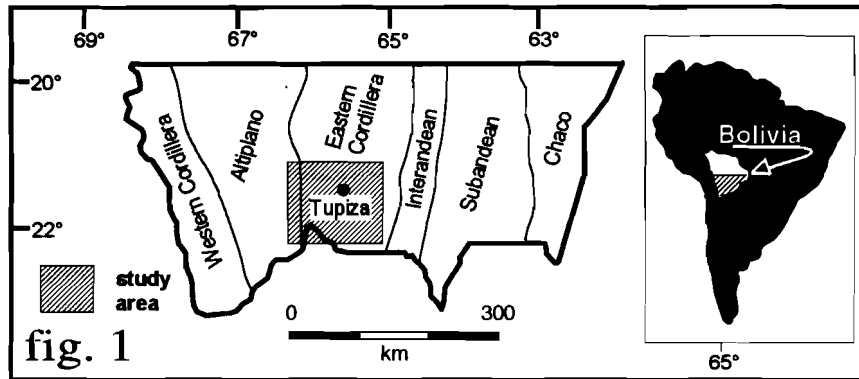 69° 67° 65° 63°
20°
22°
Western Cordillera
Altiplano
Eastern
Cordillera
Interandean
Subandean
Chaco
Tupiza
study
area
0 300
km
fig. 1
Bolivia
65°